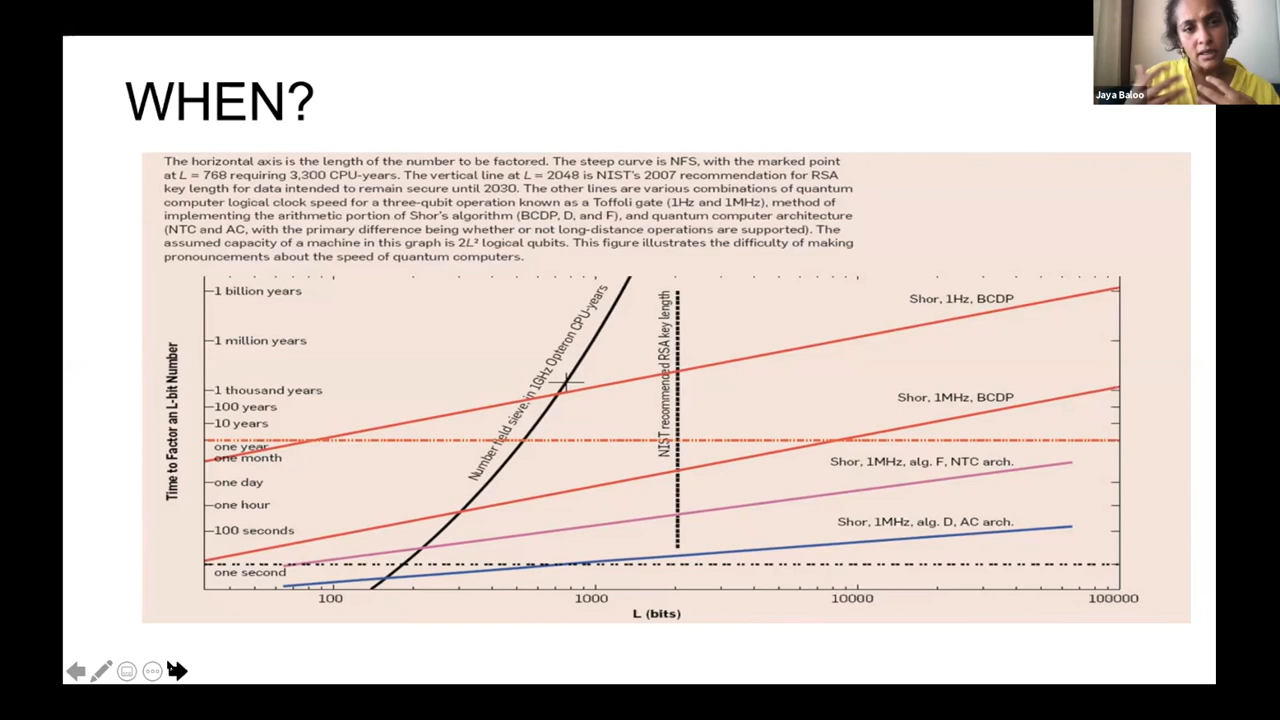 Jaya Baloo
WHEN?
The horizontal axis is the length of the number to be factored. The steep curve is NFS, with the marked point
at L = 768 requiring 3,300 CPU-years. The vertical line at L = 2048 is NIST's 2007 recommendation for RSA
key length for data intended to remain secure until 2030. The other lines are various combinations of quantum
computer logical clock speed for a three-qubit operation known as a Toffoli gate (1Hz and 1MHz), method of
implementing the arithmetic portion of Shor's algorithm (BCDP, D, and F), and quantum computer architecture
(NTC and AC, with the primary difference being whether or not long-distance operations are supported). The
assumed capacity of a machine in this graph is 2L² logical qubits. This figure illustrates the difficulty of making
pronouncements about the speed of quantum computers.
Time to Factor an L-bit Number
1 billion years
1 million years
1 thousand years
100 years
10 years
one year
one month
one day
one hour
100 seconds
one second
Number field sieve, in 1GHz Opteron CPU-years
NIST recommended RSA key length
Shor, 1Hz, BCDP
Shor, 1MHz, BCDP
Shor, 1MHz, alg. F, NTC arch.
Shor, 1MHz, alg. D, AC arch.
100
1000
10000
100000
L (bits)